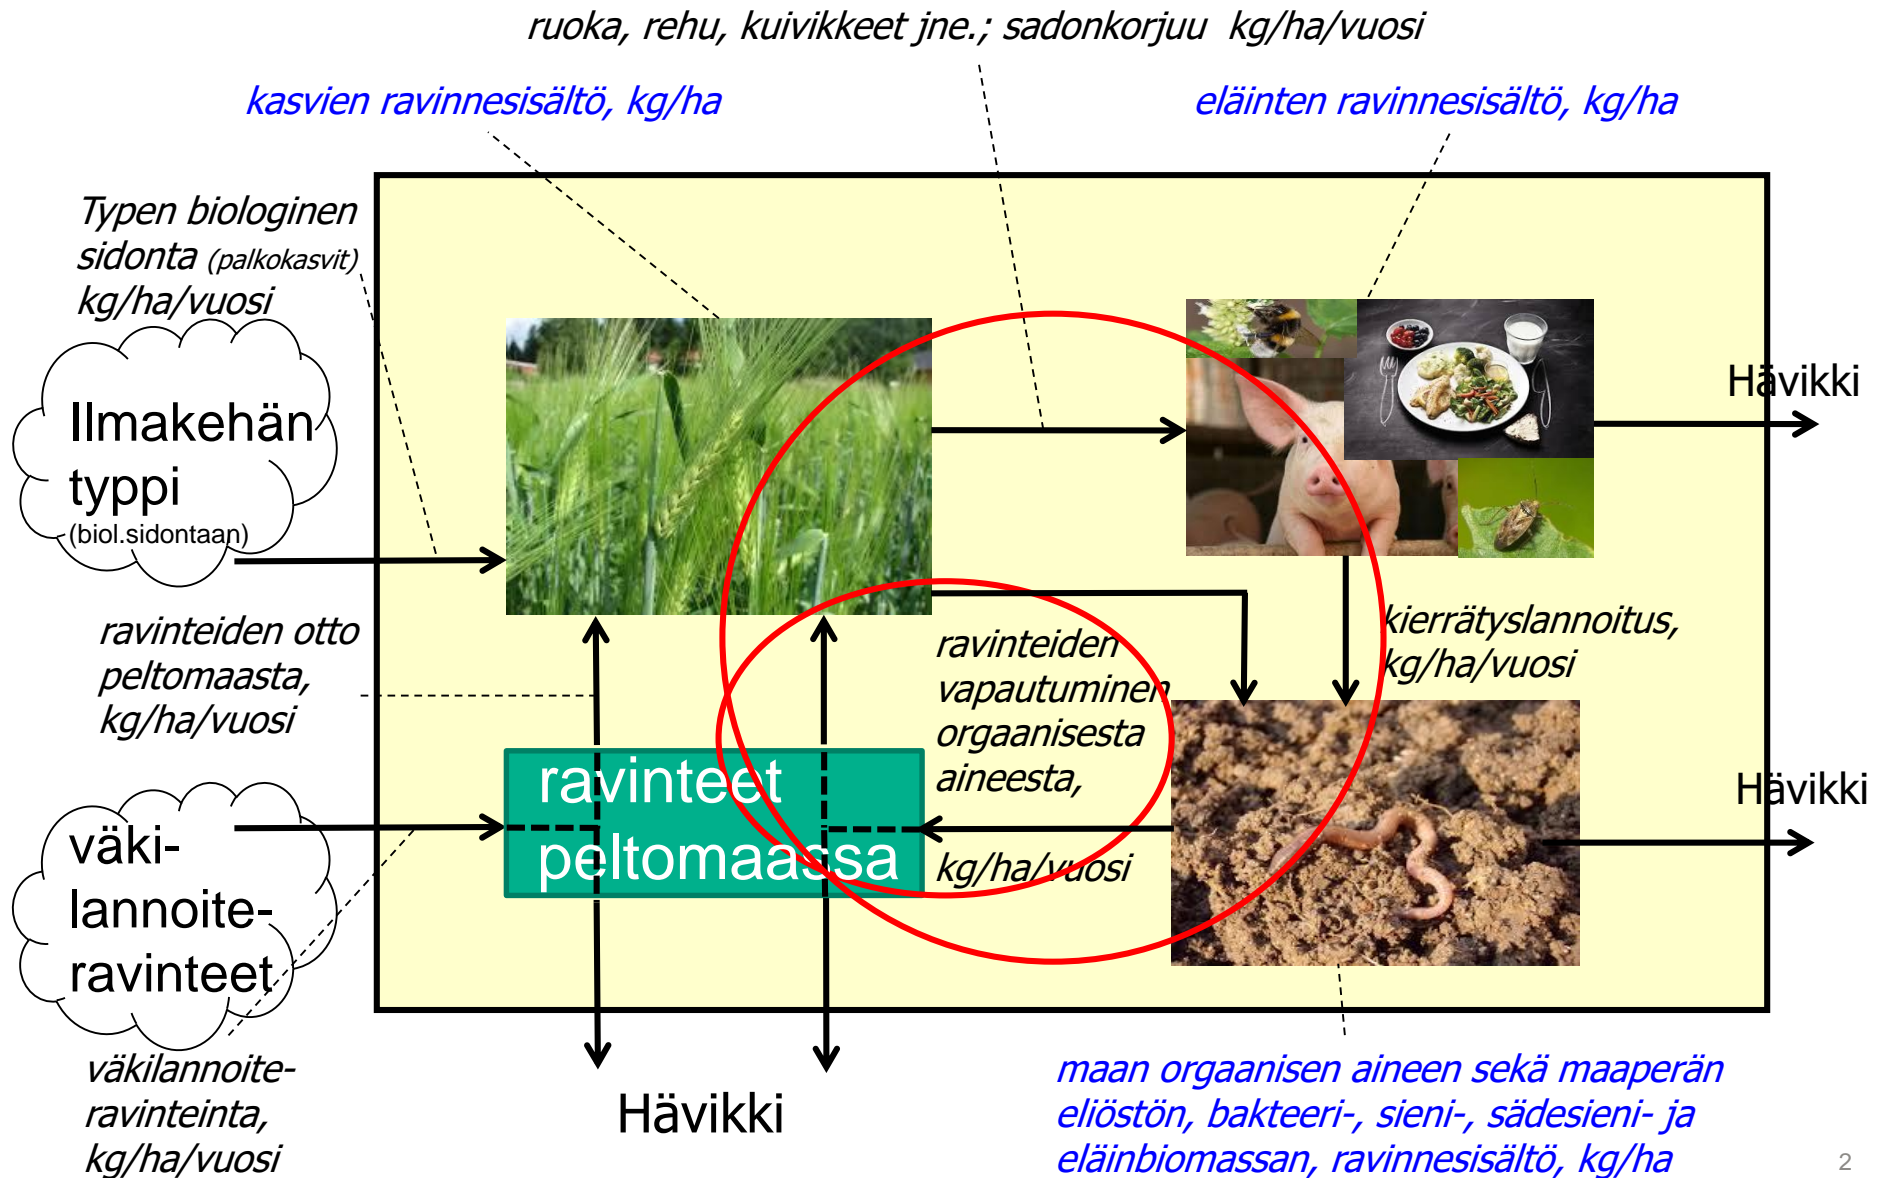 ruoka, rehu, kuivikkeet jne.; sadonkorjuu kg/ha/vuosi
kasvien ravinnesisältö, kg/ha
eläinten ravinnesisältö, kg/ha
Typen biologinen
sidonta (palkokasvit)
kg/ha/vuosi
Ilmakehän
typpi
(biol.sidontaan)
Hävikki
ravinteiden otto
peltomaasta,
kg/ha/vuosi
ravinteiden
vapautuminen
orgaanisesta
aineesta,
kg/ha/vuosi
kierrätyslannoitus,
kg/ha/vuosi
ravinteet
peltomaassa
Hävikki
väki-
lannoite-
ravinteet
väkilannoite-
ravinteinta,
kg/ha/vuosi
Hävikki
maan orgaanisen aineen sekä maaperän
eliöstön, bakteeri-, sieni-, sädesieni- ja
eläinbiomassan, ravinnesisältö, kg/ha
2